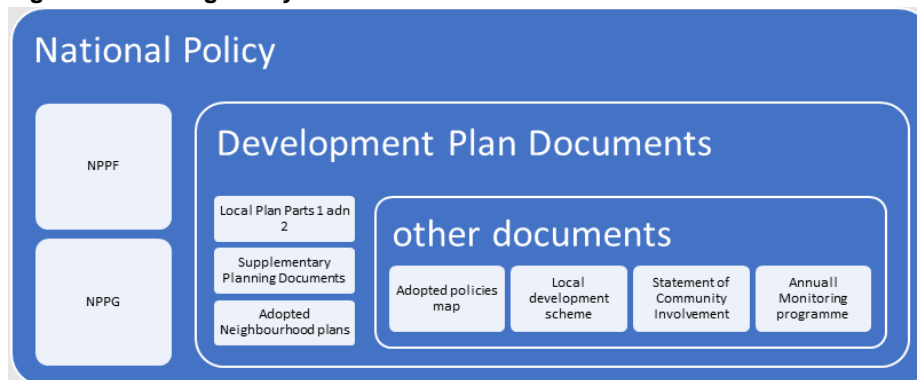 National Policy
NPPF
NPPG
Development Plan Documents
Local Plan Parts 1 adn
2
Supplementary
Planning Documents
Adopted
Neighbourhood plans
other documents
Adopted policies
map
Local
development
scheme
Statement of
Community
Involvement
Annuall
Monitoring
programme